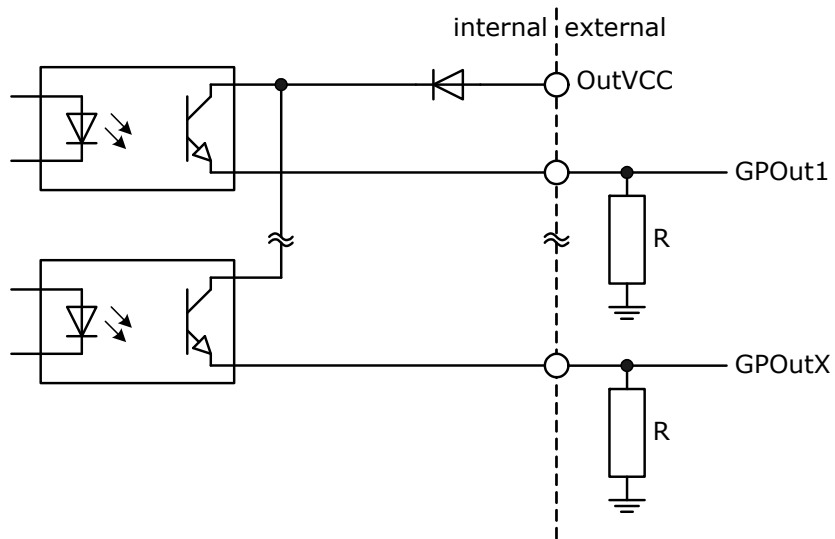 internal external
OutVCC
GPOut1
R
GPOutX
R